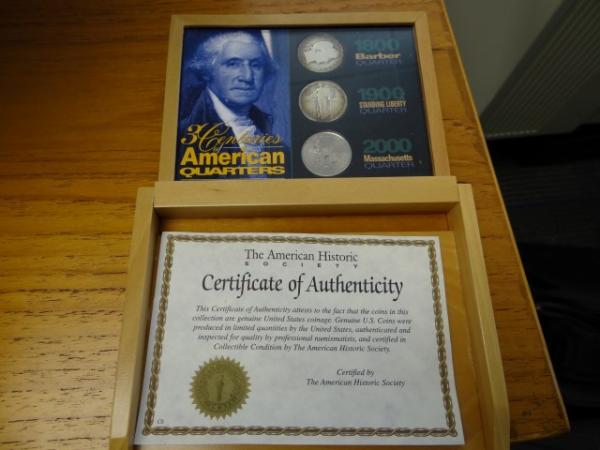 1800
Barber
QUARTER
1900
STANDING LIBERTY
QUARTER
2000
Massachusetts
QUARTER
3 Centuries
of
American
QUARTERS
The American Historic
SOCIETY
Certificate of Authenticity
This Certificate of Authenticity attests to the fact that the coins in this
collection are genuine United States coinage. Genuine U.S. Coins were
produced in limited quantities by the United States, authenticated and
inspected for quality by professional numismatists, and certified in
Collectible Condition by The American Historic Society.
Certified by
The American Historic Society